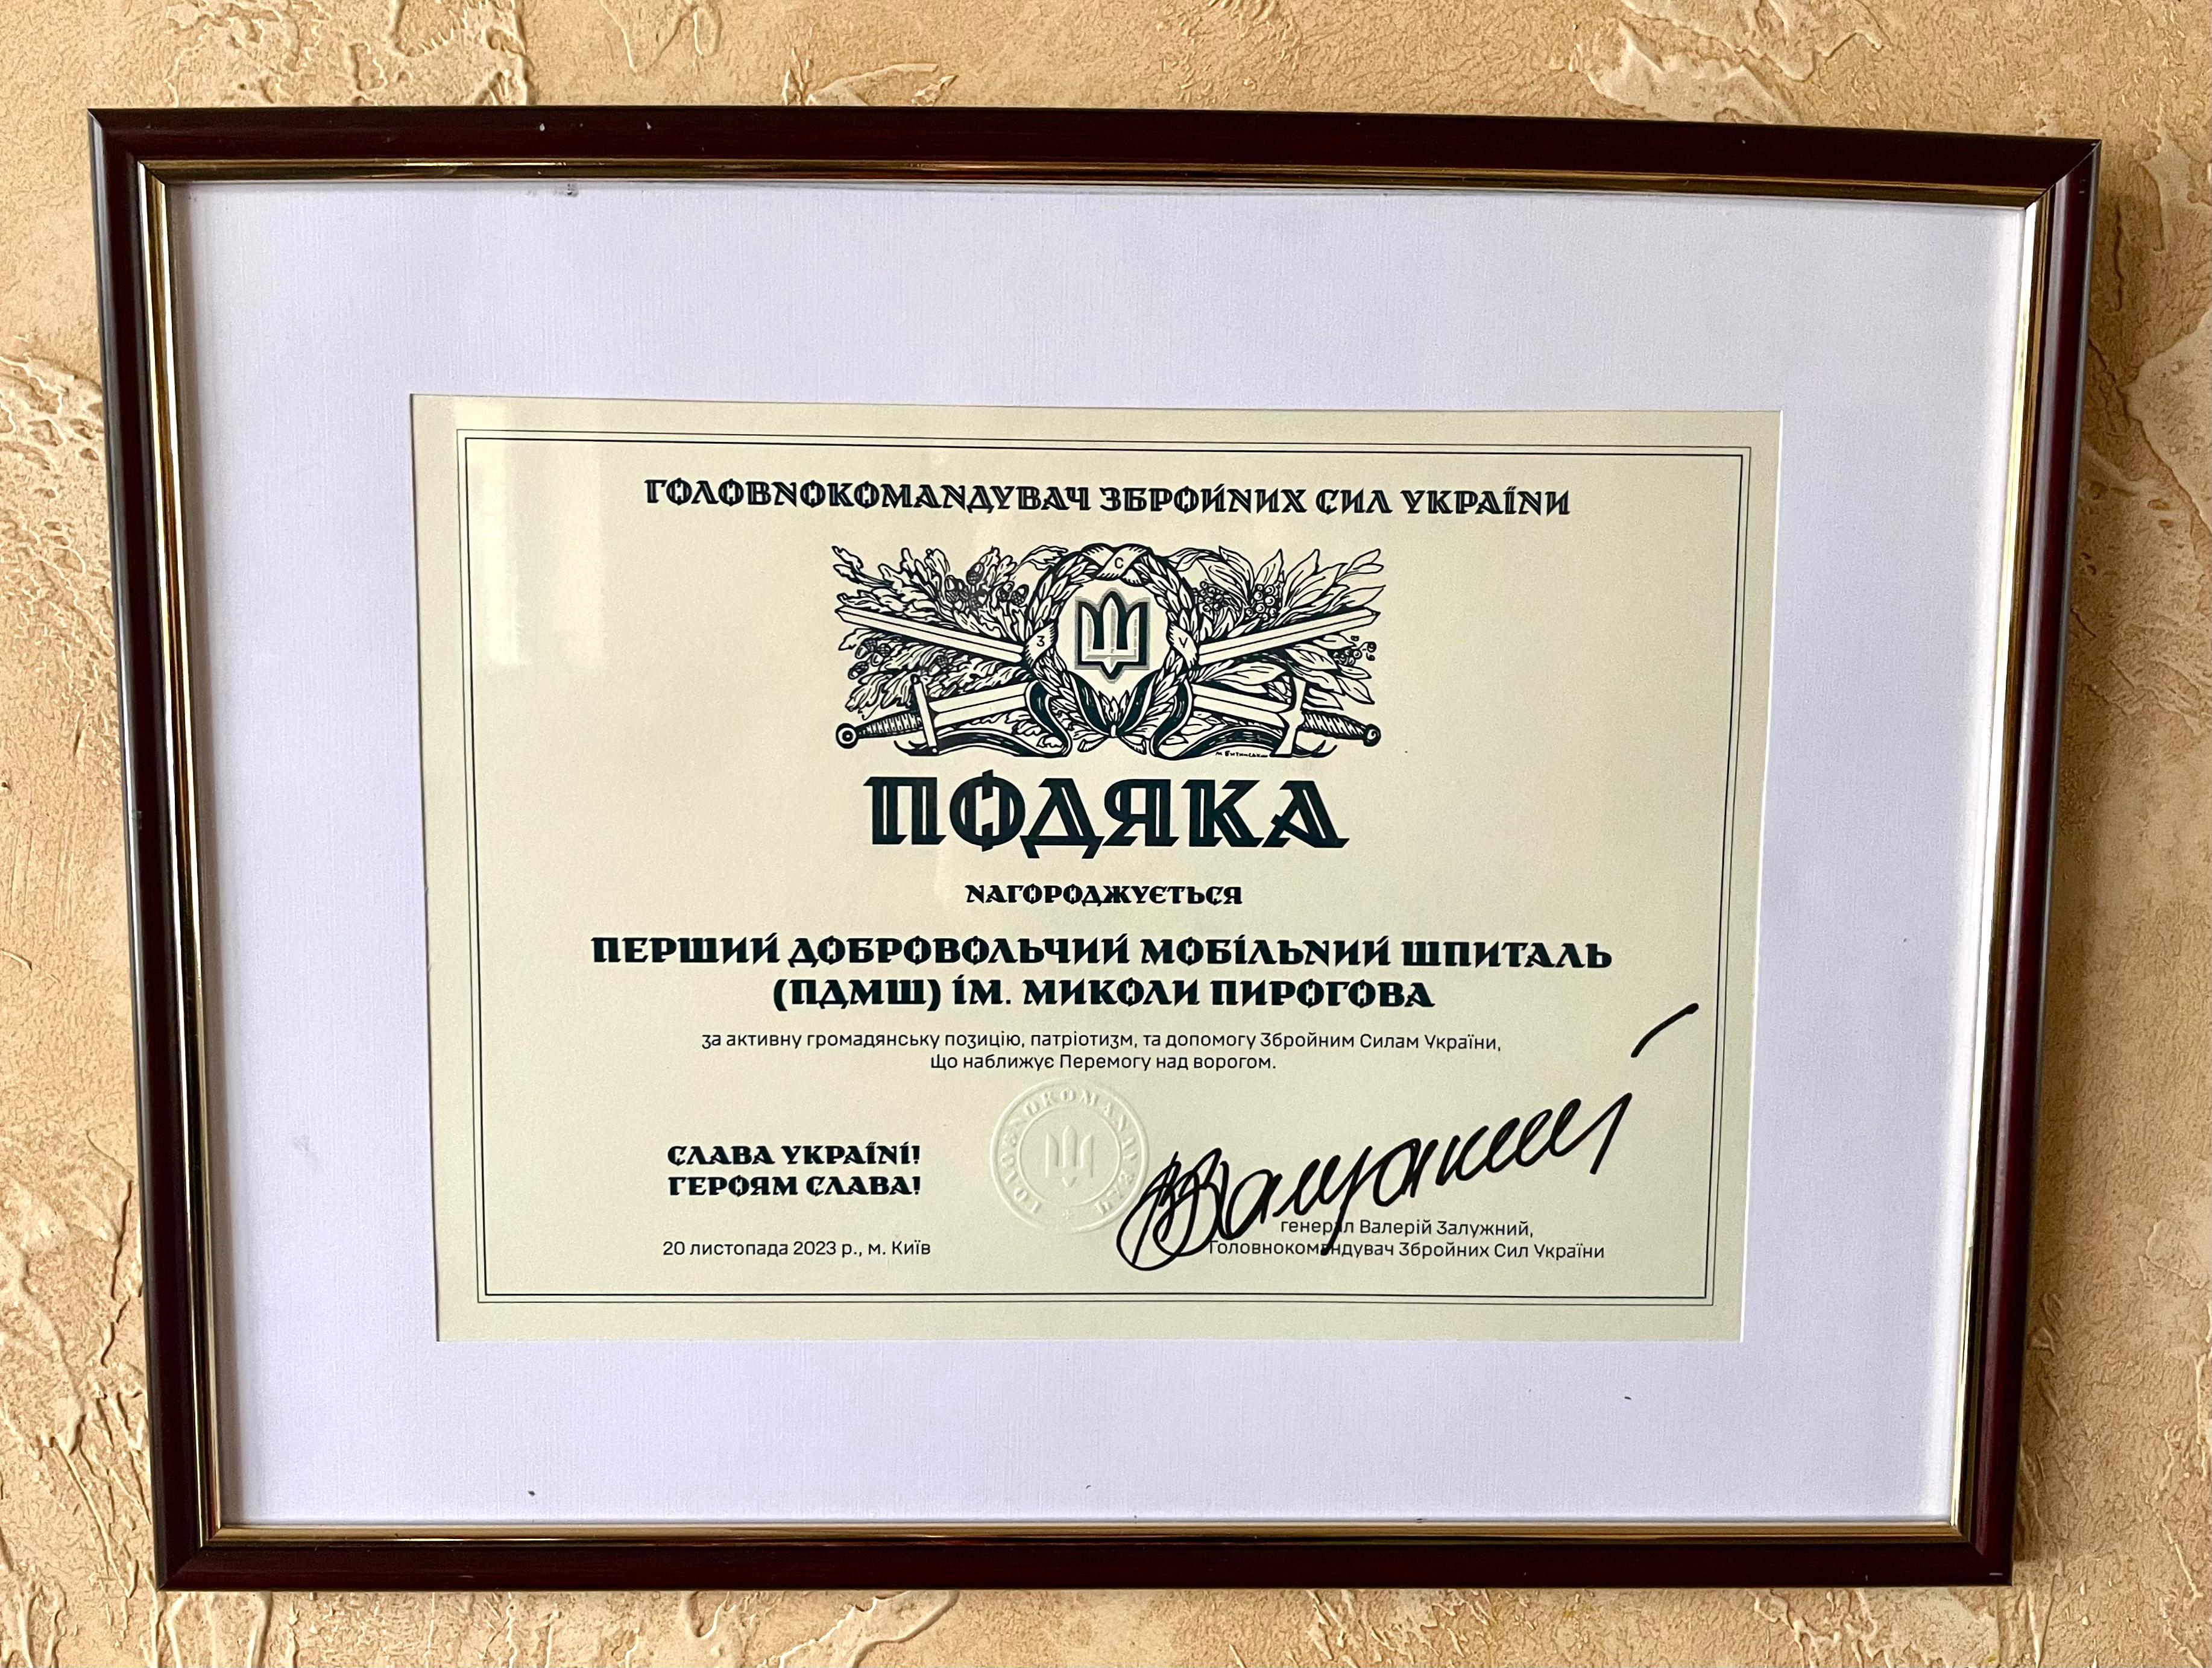 ГОЛОВНОКОМАНДУВАЧ ЗБРОЙНИХ СИЛ УКРАЇНИ
С
З У
ПОДЯКА
НАГОРОДЖУЄТЬСЯ
ПЕРШИЙ ДОБРОВОЛЬЧИЙ МОБІЛЬНИЙ ШПИТАЛЬ
(ПДМШ) ІМ. МИКОЛИ ПИРОГОВА
за активну громадянську позицію, патріотизм, та допомогу Збройним Силам України,
Що наближує Перемогу над ворогом.
ГОЛОВНОКОМАНДУВАЧ
СЛАВА УКРАЇНІ!
ГЕРОЯМ СЛАВА!
20 листопада 2023 р., м. Київ
генерал Валерій Залужний,
Головнокомандувач Збройних Сил України